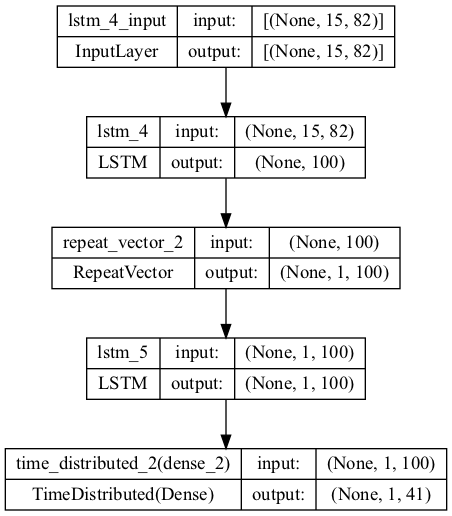 lstm_4_input input: [(None, 15, 82)]
InputLayer output: [(None, 15, 82)]
lstm_4 input: (None, 15, 82)
LSTM output: (None, 100)
repeat_vector_2 input: (None, 100)
RepeatVector output: (None, 1, 100)
lstm_5 input: (None, 1, 100)
LSTM output: (None, 1, 100)
time_distributed_2(dense_2) input: (None, 1, 100)
TimeDistributed(Dense) output: (None, 1, 41)